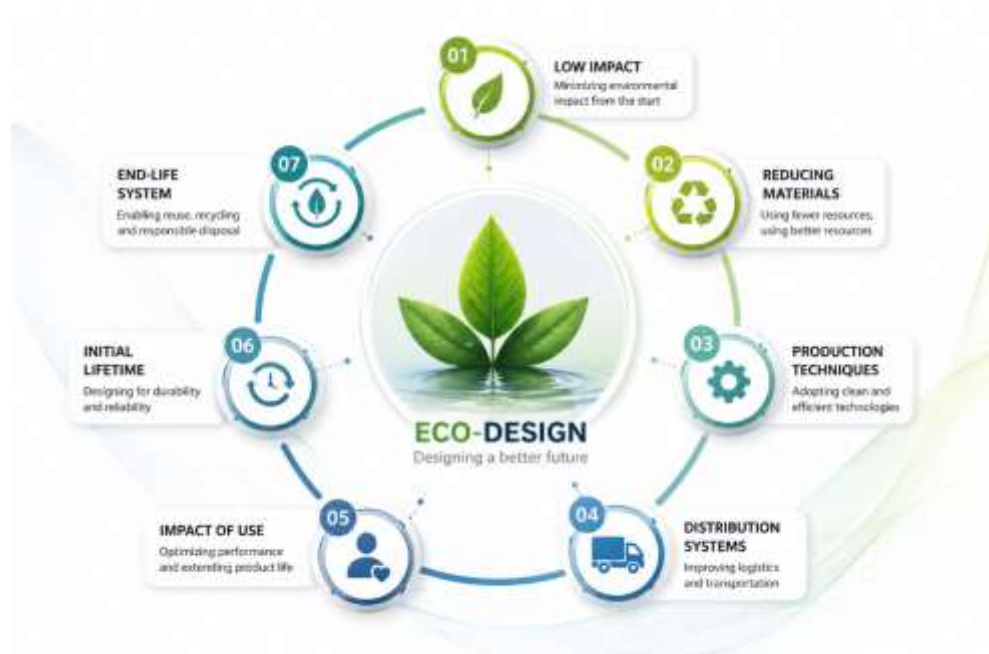 01
LOW IMPACT
Minimizing environmental
impact from the start
02
REDUCING
MATERIALS
Using fewer resources,
using better resources
03
PRODUCTION
TECHNIQUES
Adopting clean and
efficient technologies
04
DISTRIBUTION
SYSTEMS
Improving logistics
and transportation
05
IMPACT OF USE
Optimizing performance
and extending product life
06
INITIAL
LIFETIME
Designing for durability
and reliability
07
END-LIFE
SYSTEM
Enabling reuse, recycling
and responsible disposal
ECO-DESIGN
Designing a better future